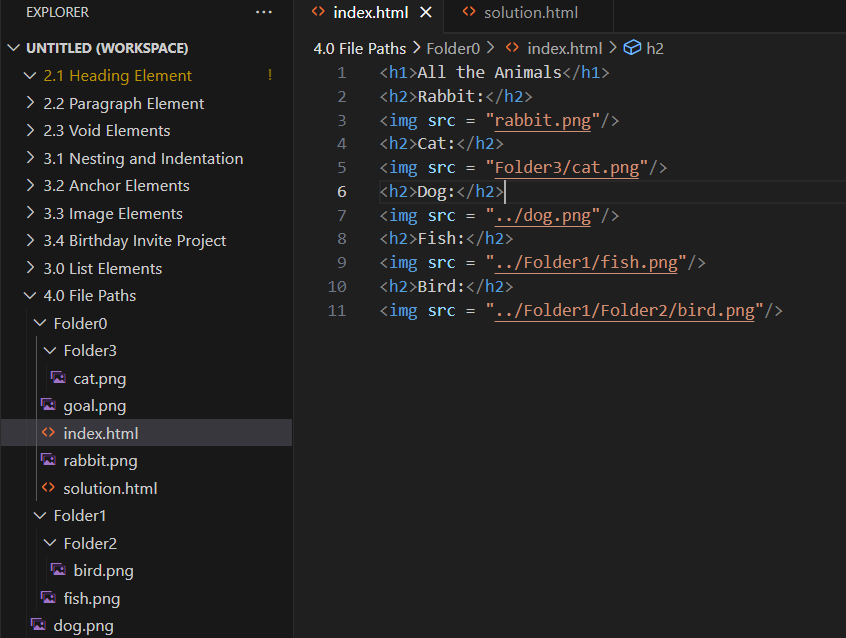 EXPLORER ...
UNTITLED (WORKSPACE)
2.1 Heading Element !
2.2 Paragraph Element
2.3 Void Elements
3.1 Nesting and Indentation
3.2 Anchor Elements
3.3 Image Elements
3.4 Birthday Invite Project
3.0 List Elements
4.0 File Paths
Folder0
Folder3
cat.png
goal.png
index.html
rabbit.png
solution.html
Folder1
Folder2
bird.png
fish.png
dog.png
<> index.html × <> solution.html
4.0 File Paths > Folder0 > <> index.html > h2
1 <h1>All the Animals</h1>
2 <h2>Rabbit:</h2>
3 <img src = "rabbit.png"/>
4 <h2>Cat:</h2>
5 <img src = "Folder3/cat.png"/>
6 <h2>Dog:</h2>
7 <img src = "../dog.png"/>
8 <h2>Fish:</h2>
9 <img src = "../Folder1/fish.png"/>
10 <h2>Bird:</h2>
11 <img src = "../Folder1/Folder2/bird.png"/>